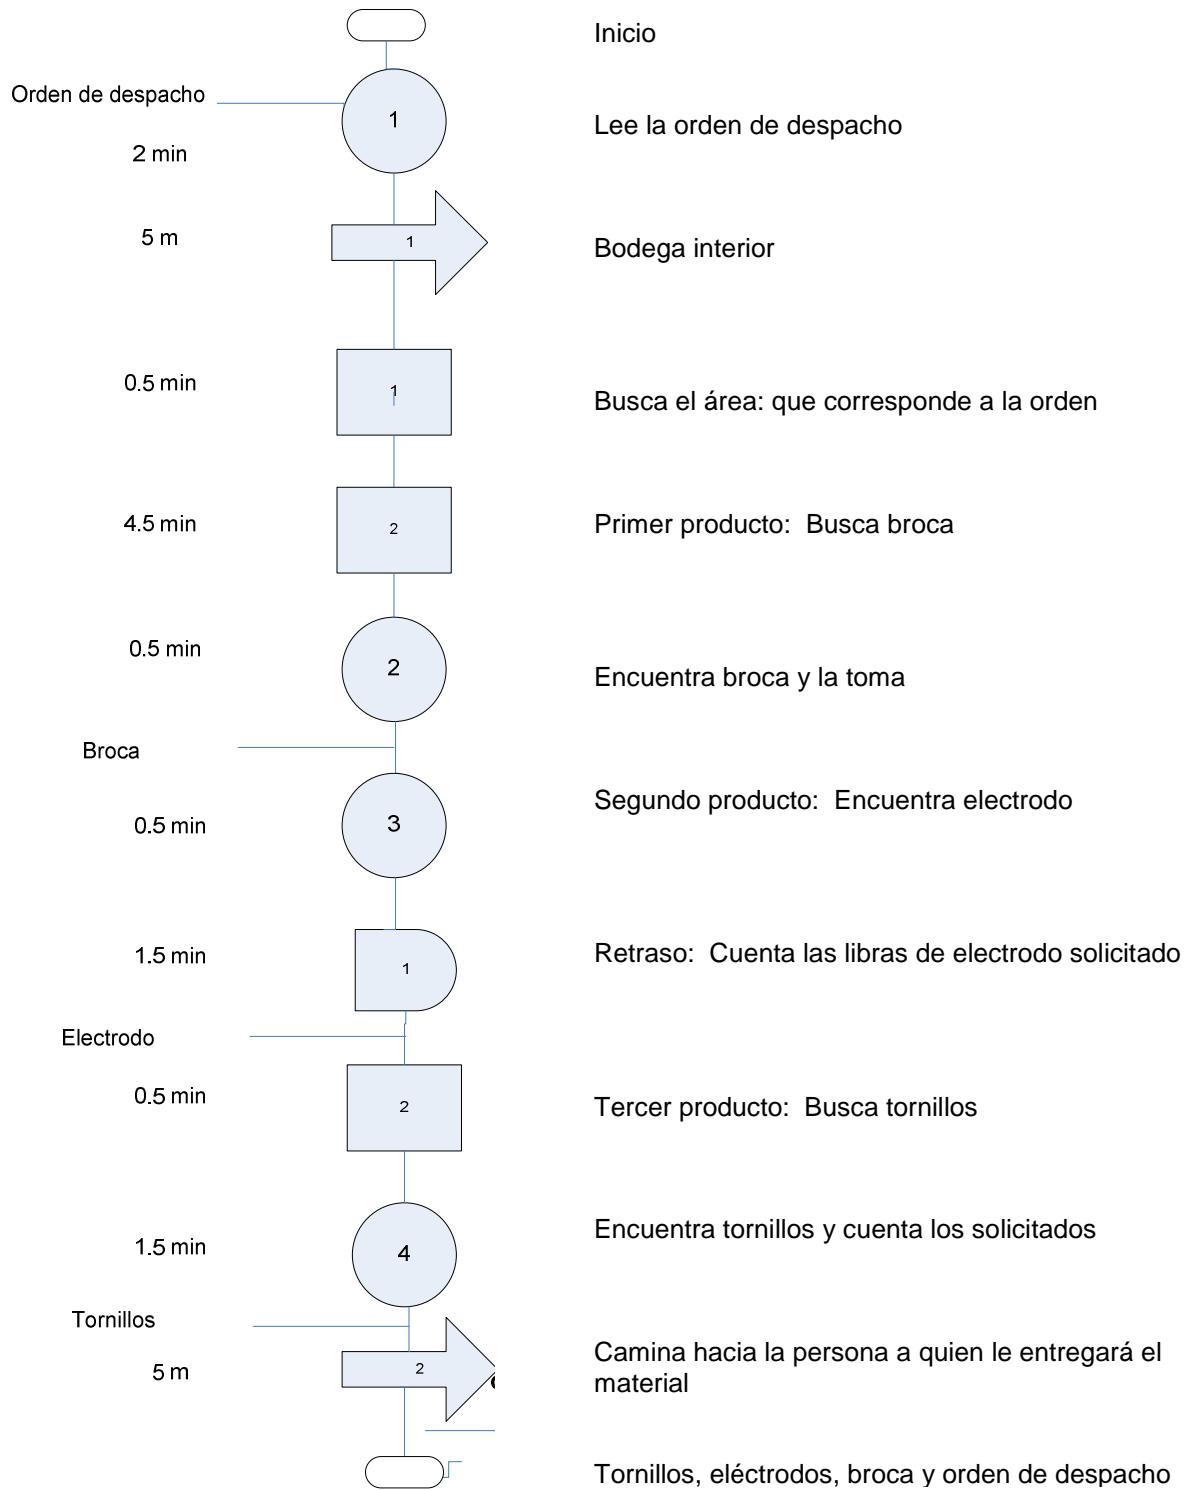 Inicio
Orden de despacho
1
Lee la orden de despacho
2 min
5 m
1
Bodega interior
0.5 min
1
Busca el área: que corresponde a la orden
4.5 min
2
Primer producto: Busca broca
0.5 min
2
Encuentra broca y la toma
Broca
Segundo producto: Encuentra electrodo
0.5 min
3
1.5 min
1
Retraso: Cuenta las libras de electrodo solicitado
Electrodo
0.5 min
2
Tercer producto: Busca tornillos
1.5 min
4
Encuentra tornillos y cuenta los solicitados
Tornillos
5 m
2
Camina hacia la persona a quien le entregará el
material
Tornillos, eléctrodos, broca y orden de despacho